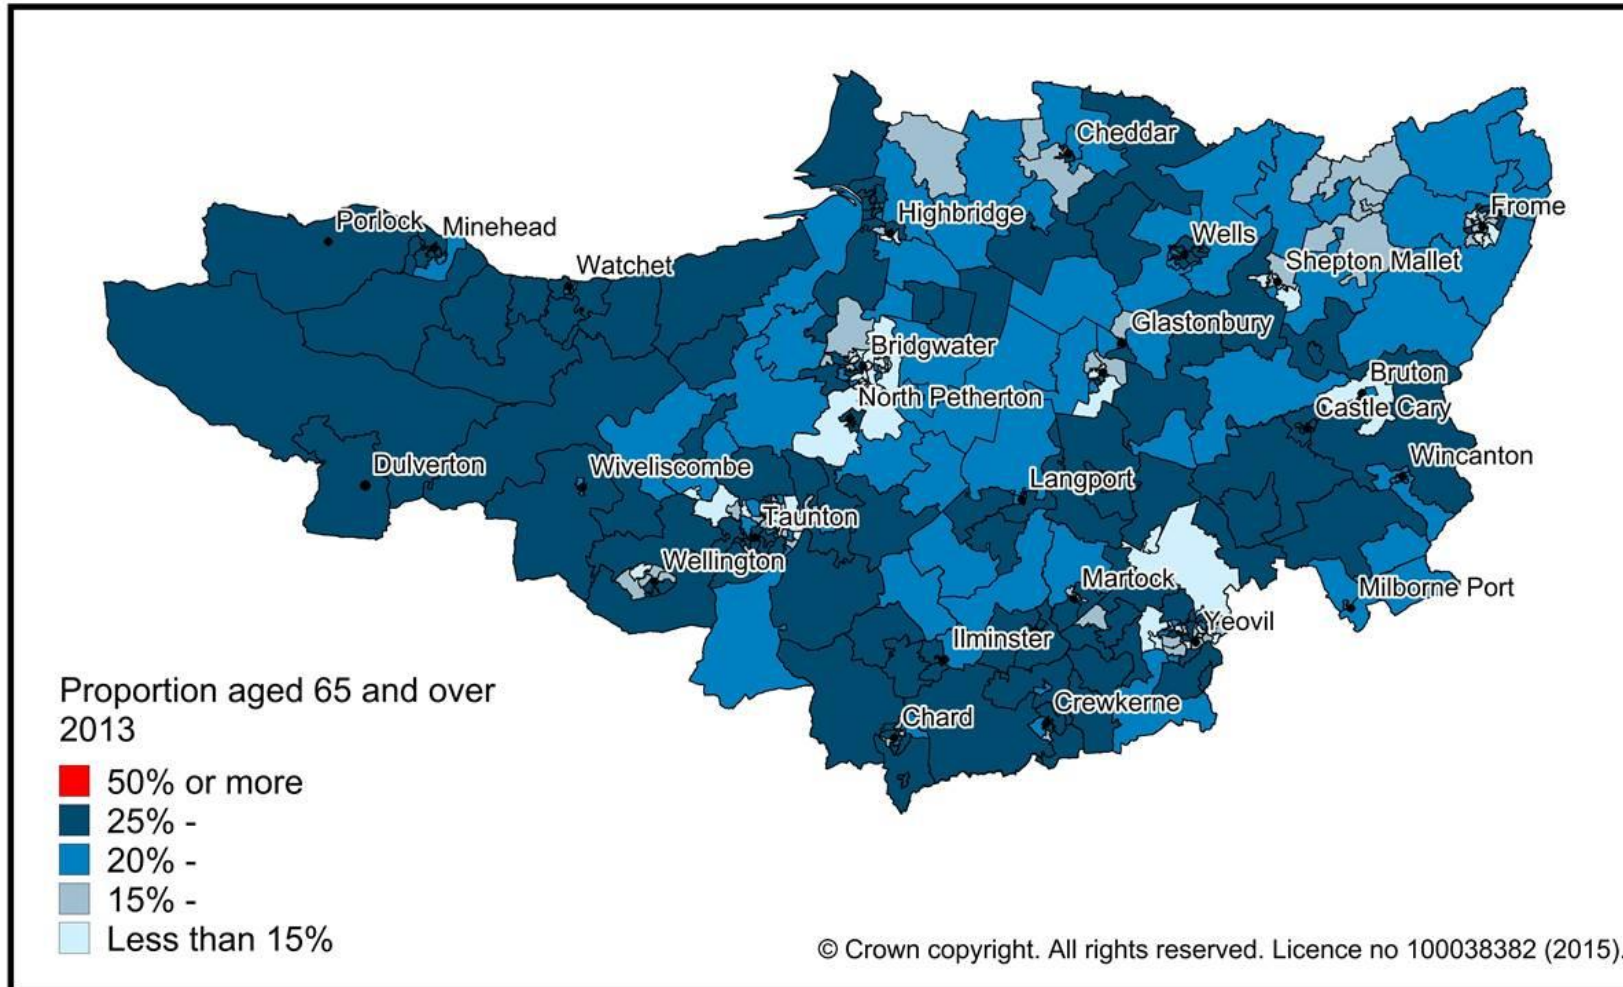 Cheddar
Porlock
Minehead
Highbridge
Frome
Wells
Watchet
Shepton Mallet
Glastonbury
Bridgwater
Bruton
North Petherton
Castle Cary
Dulverton
Wiveliscombe
Langport
Wincanton
Taunton
Wellington
Martock
Milborne Port
Yeovil
Ilminster
Crewkerne
Chard
Proportion aged 65 and over
2013
50% or more
25% -
20% -
15% -
Less than 15%
© Crown copyright. All rights reserved. Licence no 100038382 (2015).